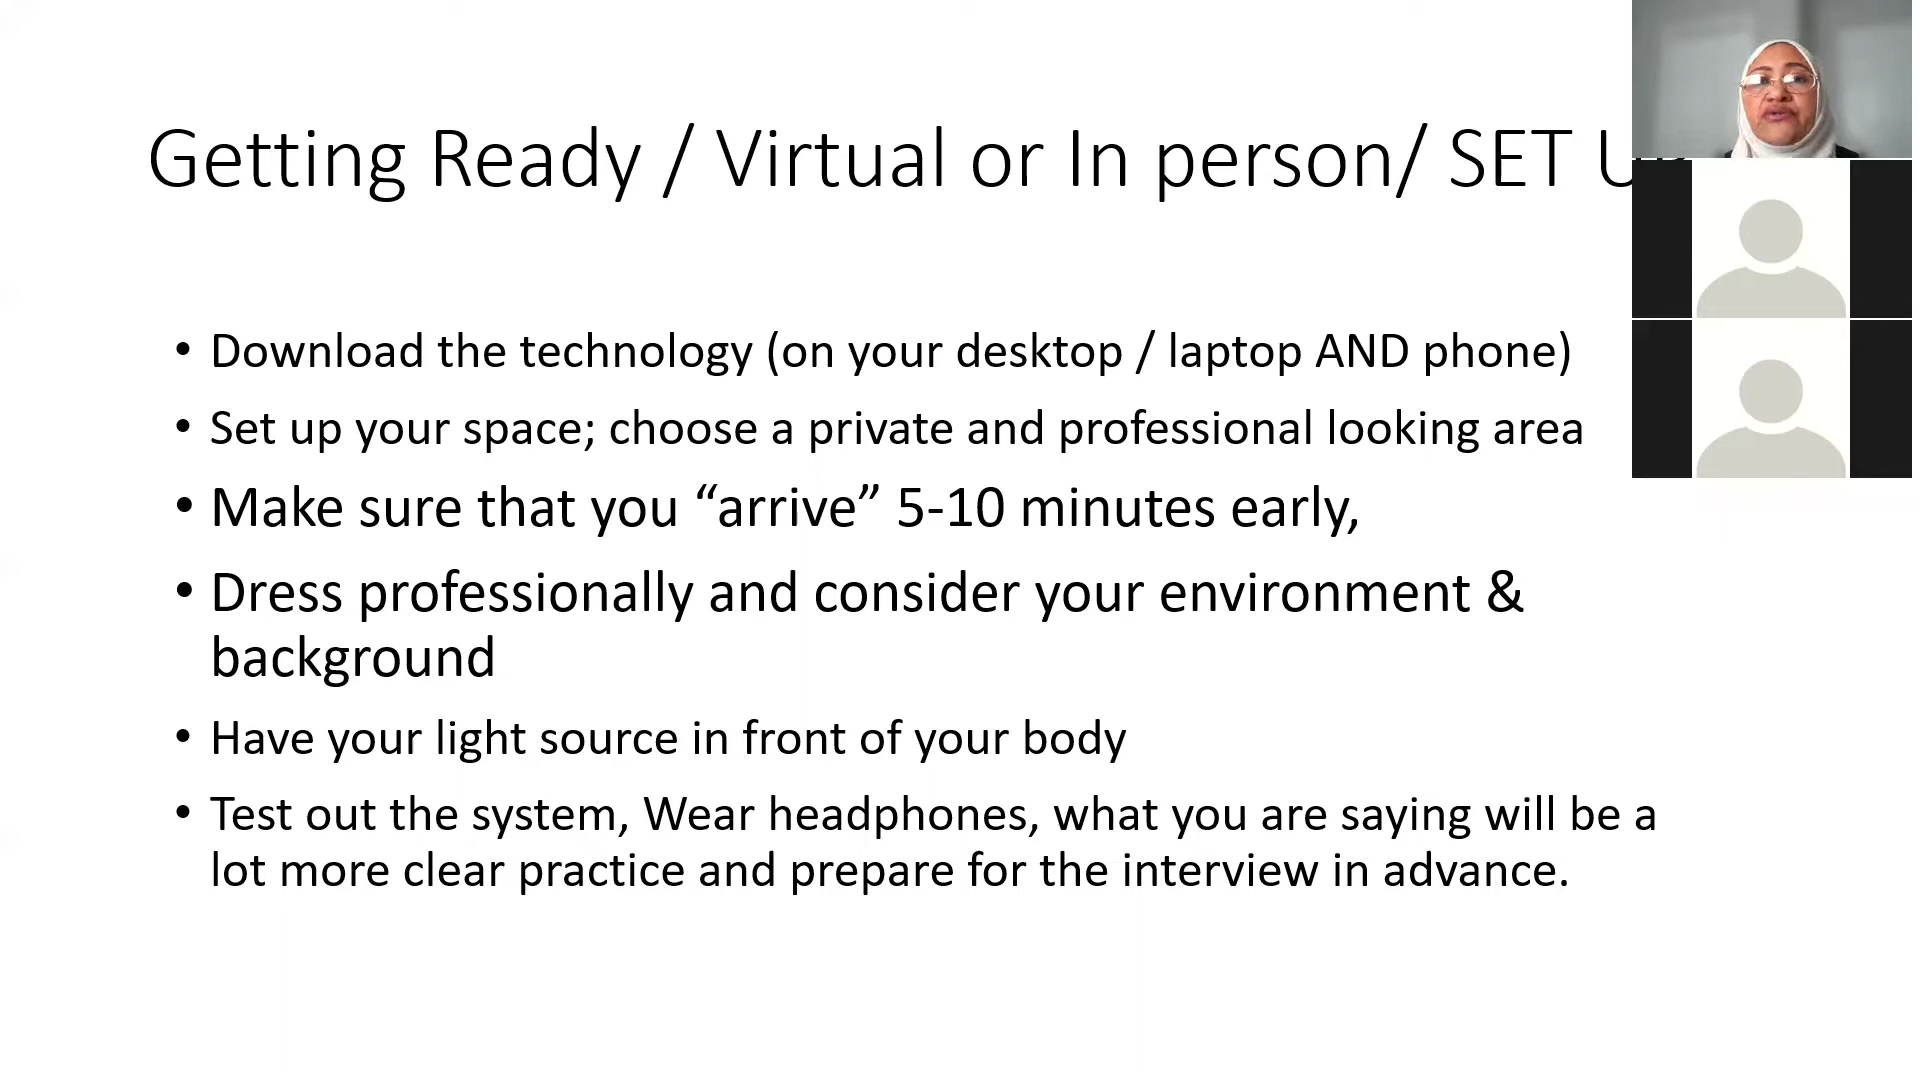 Getting Ready / Virtual or In person/ SET UP
• Download the technology (on your desktop / laptop AND phone)
• Set up your space; choose a private and professional looking area
• Make sure that you “arrive” 5-10 minutes early,
• Dress professionally and consider your environment &
background
• Have your light source in front of your body
• Test out the system, Wear headphones, what you are saying will be a
lot more clear practice and prepare for the interview in advance.